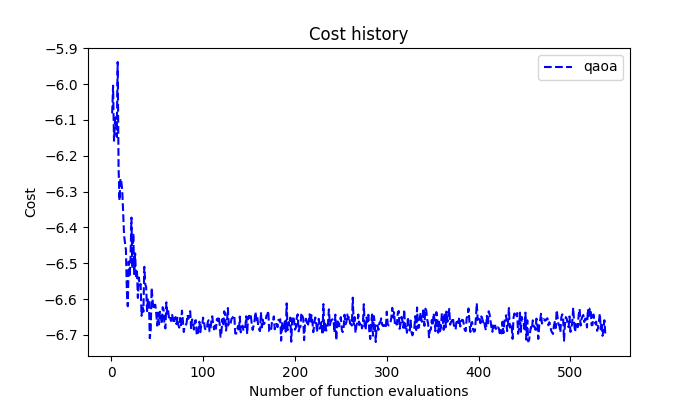 Cost history
qaoa
Cost
−5.9
−6.0
−6.1
−6.2
−6.3
−6.4
−6.5
−6.6
−6.7
0 100 200 300 400 500
Number of function evaluations